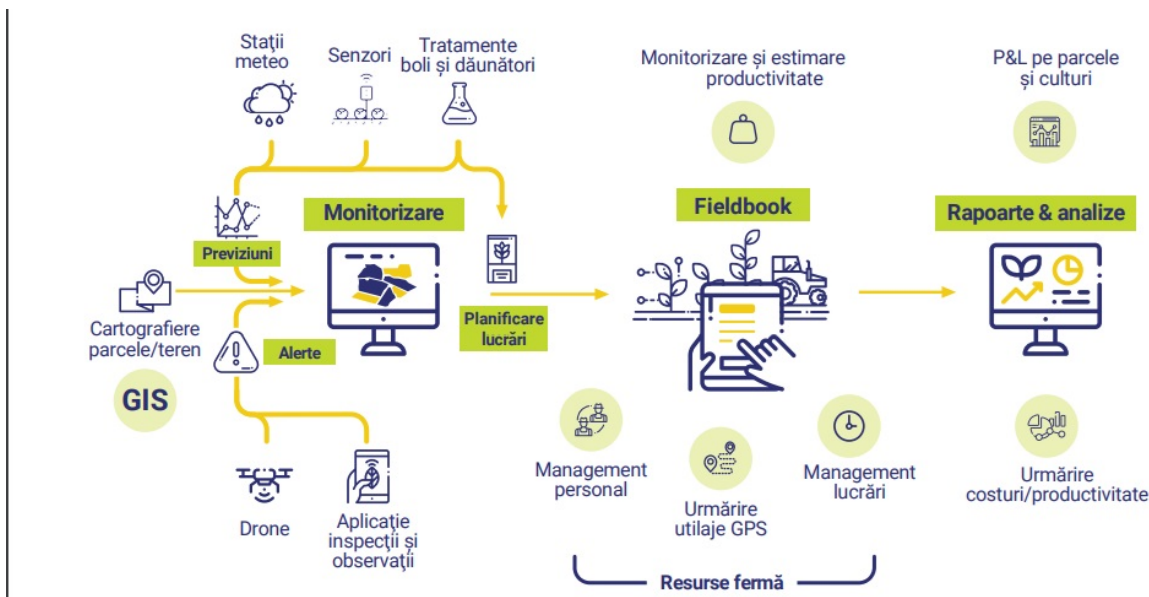 Stații
meteo
Senzori
Tratamente
boli și dăunători
Monitorizare și estimare
productivitate
P&L pe parcele
și culturi
Monitorizare
Fieldbook
Rapoarte & analize
Previziuni
Cartografiere
parcele/teren
GIS
Alerte
Planificare
lucrări
Drone
Aplicație
inspecții și
observații
Management
personal
Urmărire
utilaje GPS
Management
lucrări
Urmărire
costuri/productivitate
Resurse fermă